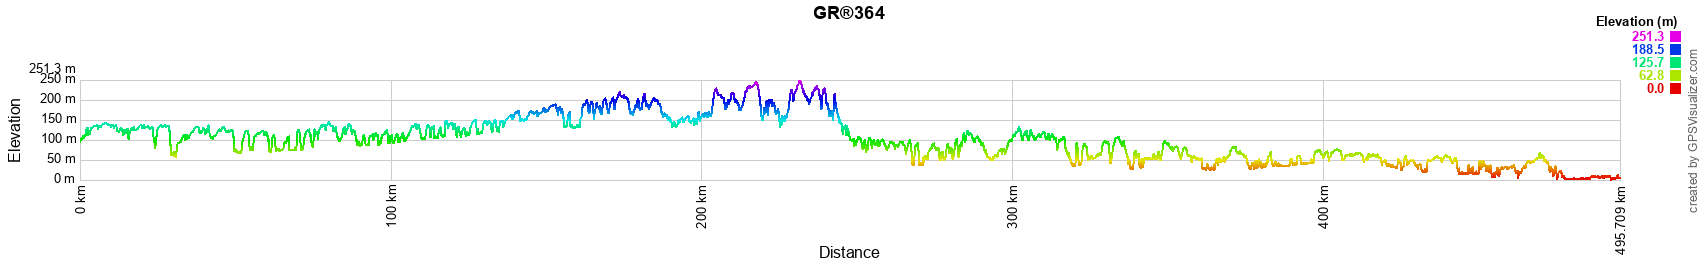 GR®364
Elevation (m)
251.3
188.5
125.7
62.8
0.0
251.3 m
250 m
200 m
150 m
100 m
50 m
0 m
Elevation
0 km
100 km
200 km
300 km
400 km
495.709 km
Distance
created by GPSVisualizer.com